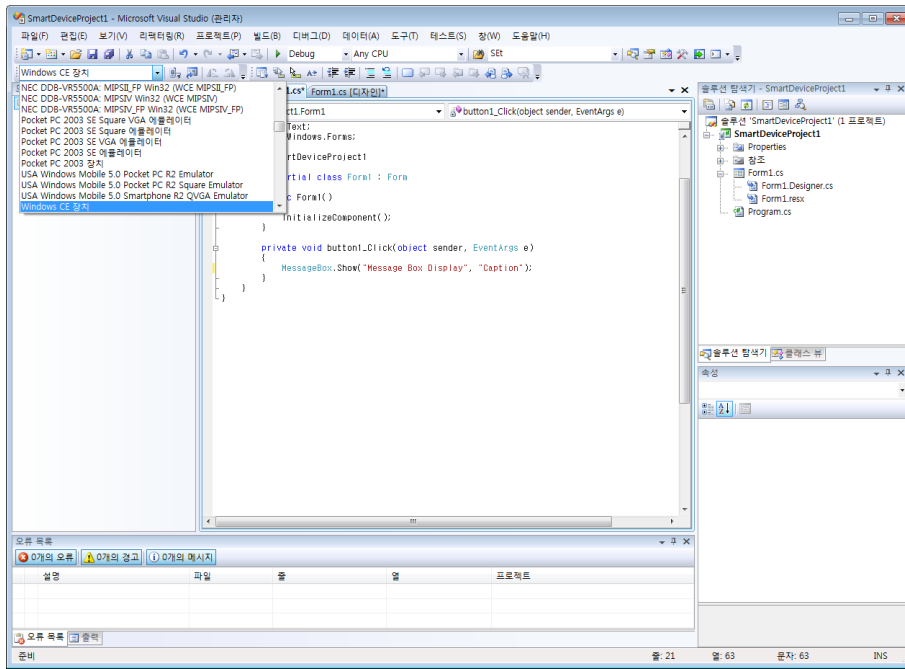 SmartDeviceProject1 - Microsoft Visual Studio (관리자)
파일(F) 편집(E) 보기(V) 리팩터링(R) 프로젝트(P) 빌드(B) 디버그(D) 데이터(A) 도구(T) 테스트(S) 창(W) 도움말(H)
Debug Any CPU SEt
Windows CE 장치
NEC DDB-VR5500A: MIPSII_FP Win32 (WCE MIPSII_FP)
NEC DDB-VR5500A: MIPSIV Win32 (WCE MIPSIV)
NEC DDB-VR5500A: MIPSIV_FP Win32 (WCE MIPSIV_FP)
Pocket PC 2003 SE Square VGA 에뮬레이터
Pocket PC 2003 SE Square 에뮬레이터
Pocket PC 2003 SE VGA 에뮬레이터
Pocket PC 2003 SE 에뮬레이터
Pocket PC 2003 장치
USA Windows Mobile 5.0 Pocket PC R2 Emulator
USA Windows Mobile 5.0 Pocket PC R2 Square Emulator
USA Windows Mobile 5.0 Smartphone R2 QVGA Emulator
Windows CE 장치
1.cs* Form1.cs [디자인]*
ct1.Form1 button1_Click(object sender, EventArgs e)
Text;
Windows.Forms;
rtDeviceProject1
rtial class Form1 : Form
c Form1()
InitializeComponent();
}
private void button1_Click(object sender, EventArgs e)
{
MessageBox.Show("Message Box Display", "Caption");
}
}
}
솔루션 탐색기 - SmartDeviceProject1
솔루션 'SmartDeviceProject1' (1 프로젝트)
SmartDeviceProject1
Properties
참조
Form1.cs
Form1.Designer.cs
Form1.resx
Program.cs
솔루션 탐색기 클래스 뷰
속성
오류 목록
0개의 오류 0개의 경고 0개의 메시지
설명 파일 줄 열 프로젝트
오류 목록 출력
준비 줄: 21 열: 63 문자: 63 INS